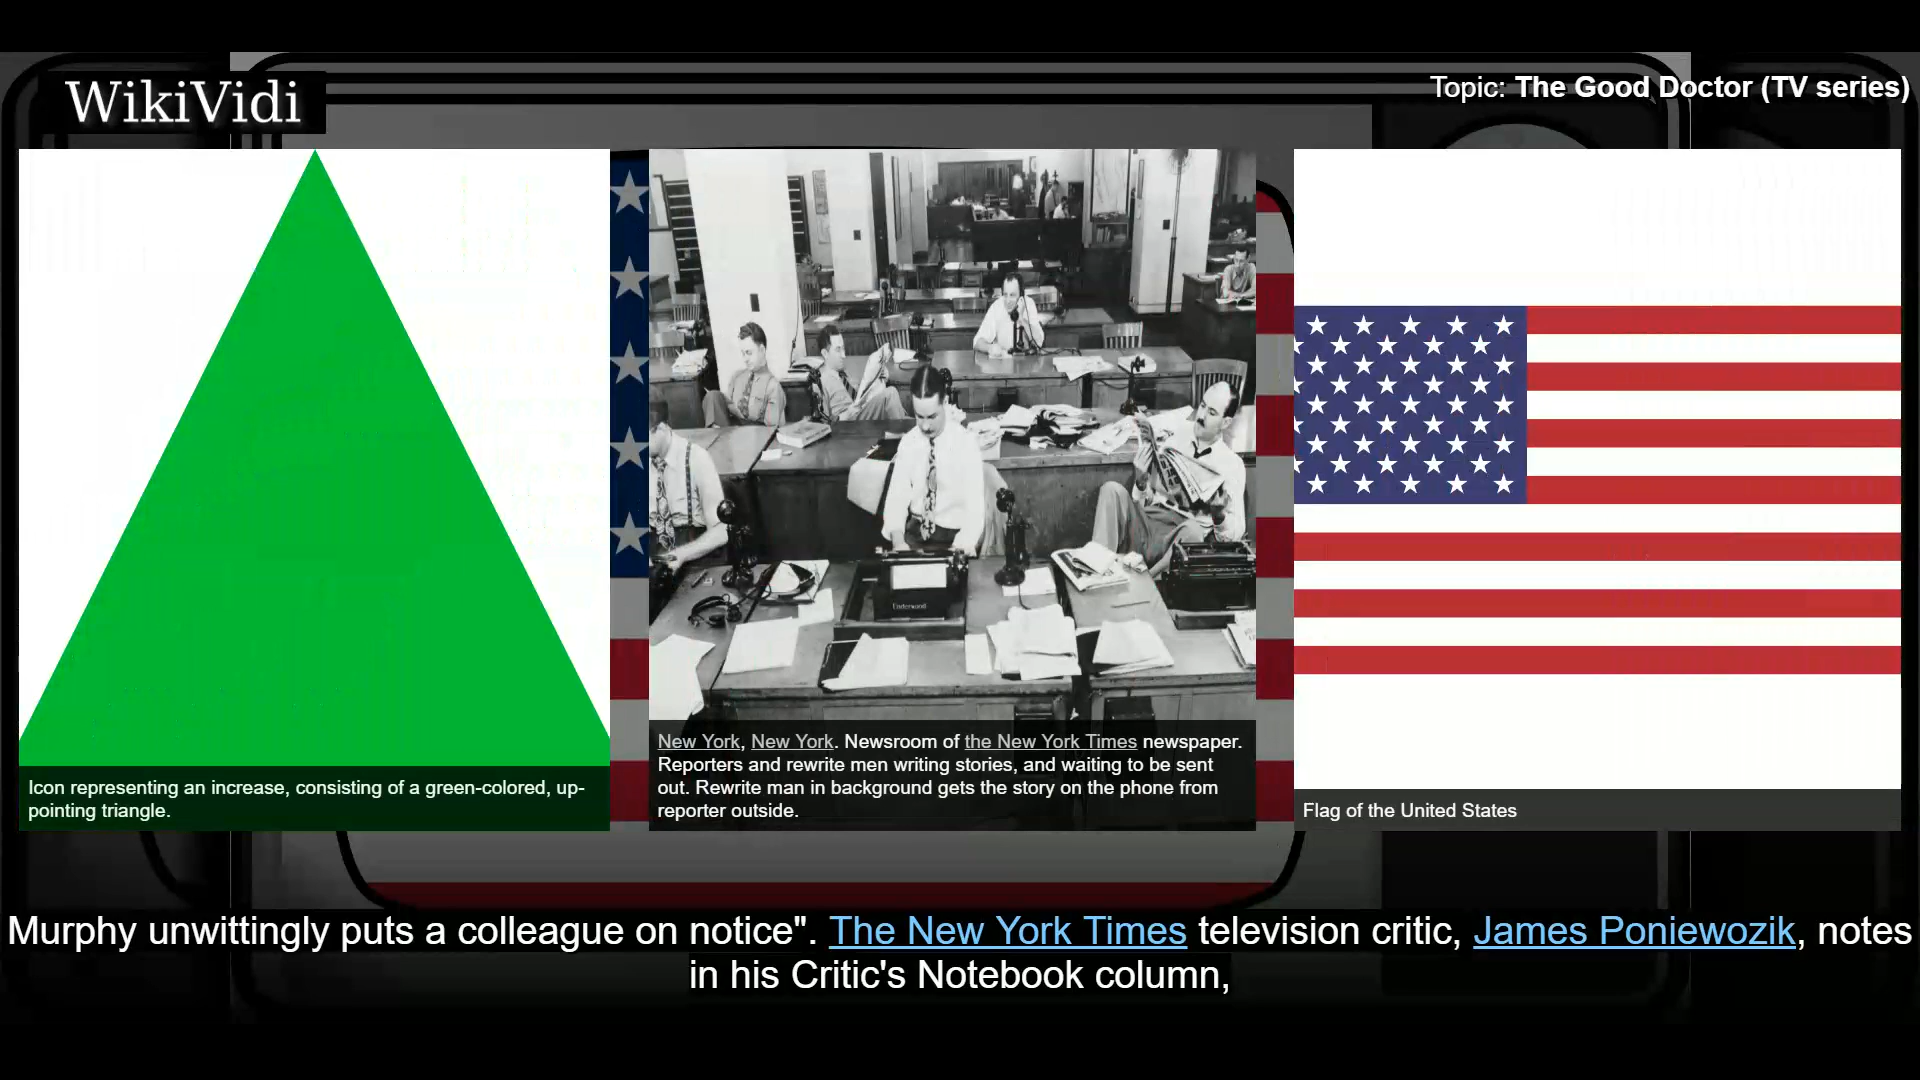 WikiVidi
Topic: The Good Doctor (TV series)
Underwood
Icon representing an increase, consisting of a green-colored, up-
pointing triangle.
New York, New York. Newsroom of the New York Times newspaper.
Reporters and rewrite men writing stories, and waiting to be sent
out. Rewrite man in background gets the story on the phone from
reporter outside.
Flag of the United States
Murphy unwittingly puts a colleague on notice". The New York Times television critic, James Poniewozik, notes
in his Critic's Notebook column,